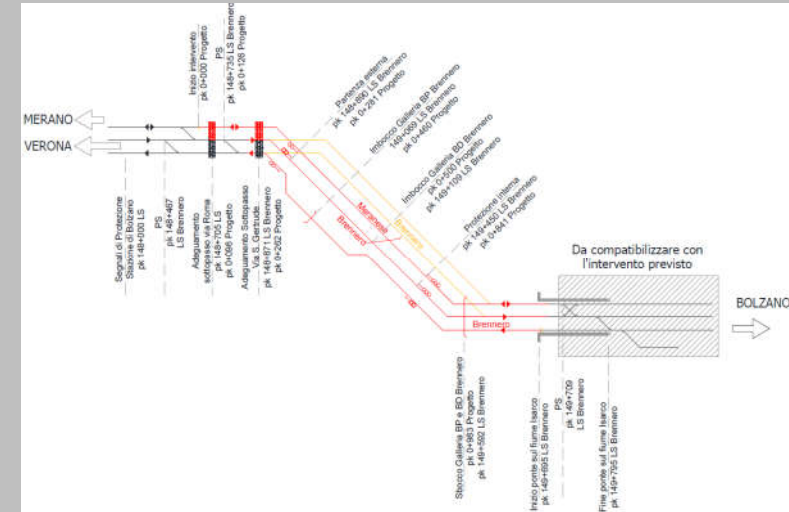 Inizio intervento
pk 0+000 Progetto
PS
pk 148+735 LS Brennero
pk 0+126 Progetto
Partenza esterna
pk 148+890 LS Brennero
pk 0+281 Progetto
Imbocco Galleria BP Brennero
149+069 LS Brennero
pk 0+460 Progetto
Imbocco Galleria BD Brennero
pk 0+500 Progetto
pk 149+109 LS Brennero
Protezione interna
pk 149+450 LS Brennero
pk 0+841 Progetto
MERANO
VERONA
Meranese
Brennero
Brennero
Segnali di Protezione
Stazione di Bolzano
pk 148+000 LS
PS
pk 148+467
LS Brennero
Adeguamento
sottopasso via Roma
pk 148+705 LS
pk 0+096 Progetto
Adeguamento Sottopasso
Via S. Gertrude
pk 148+871 LS Brennero
pk 0+262 Progetto
Da compatibilizzare con
l'intervento previsto
BOLZANO
Brennero
Sbocco Galleria BP e BD Brennero
pk 0+983 Progetto
pk 149+592 LS Brennero
Inizio ponte sul fiume Isarco
pk 149+695 LS Brennero
PS
pk 149+709
LS Brennero
Fine ponte sul fiume Isarco
pk 149+795 LS Brennero